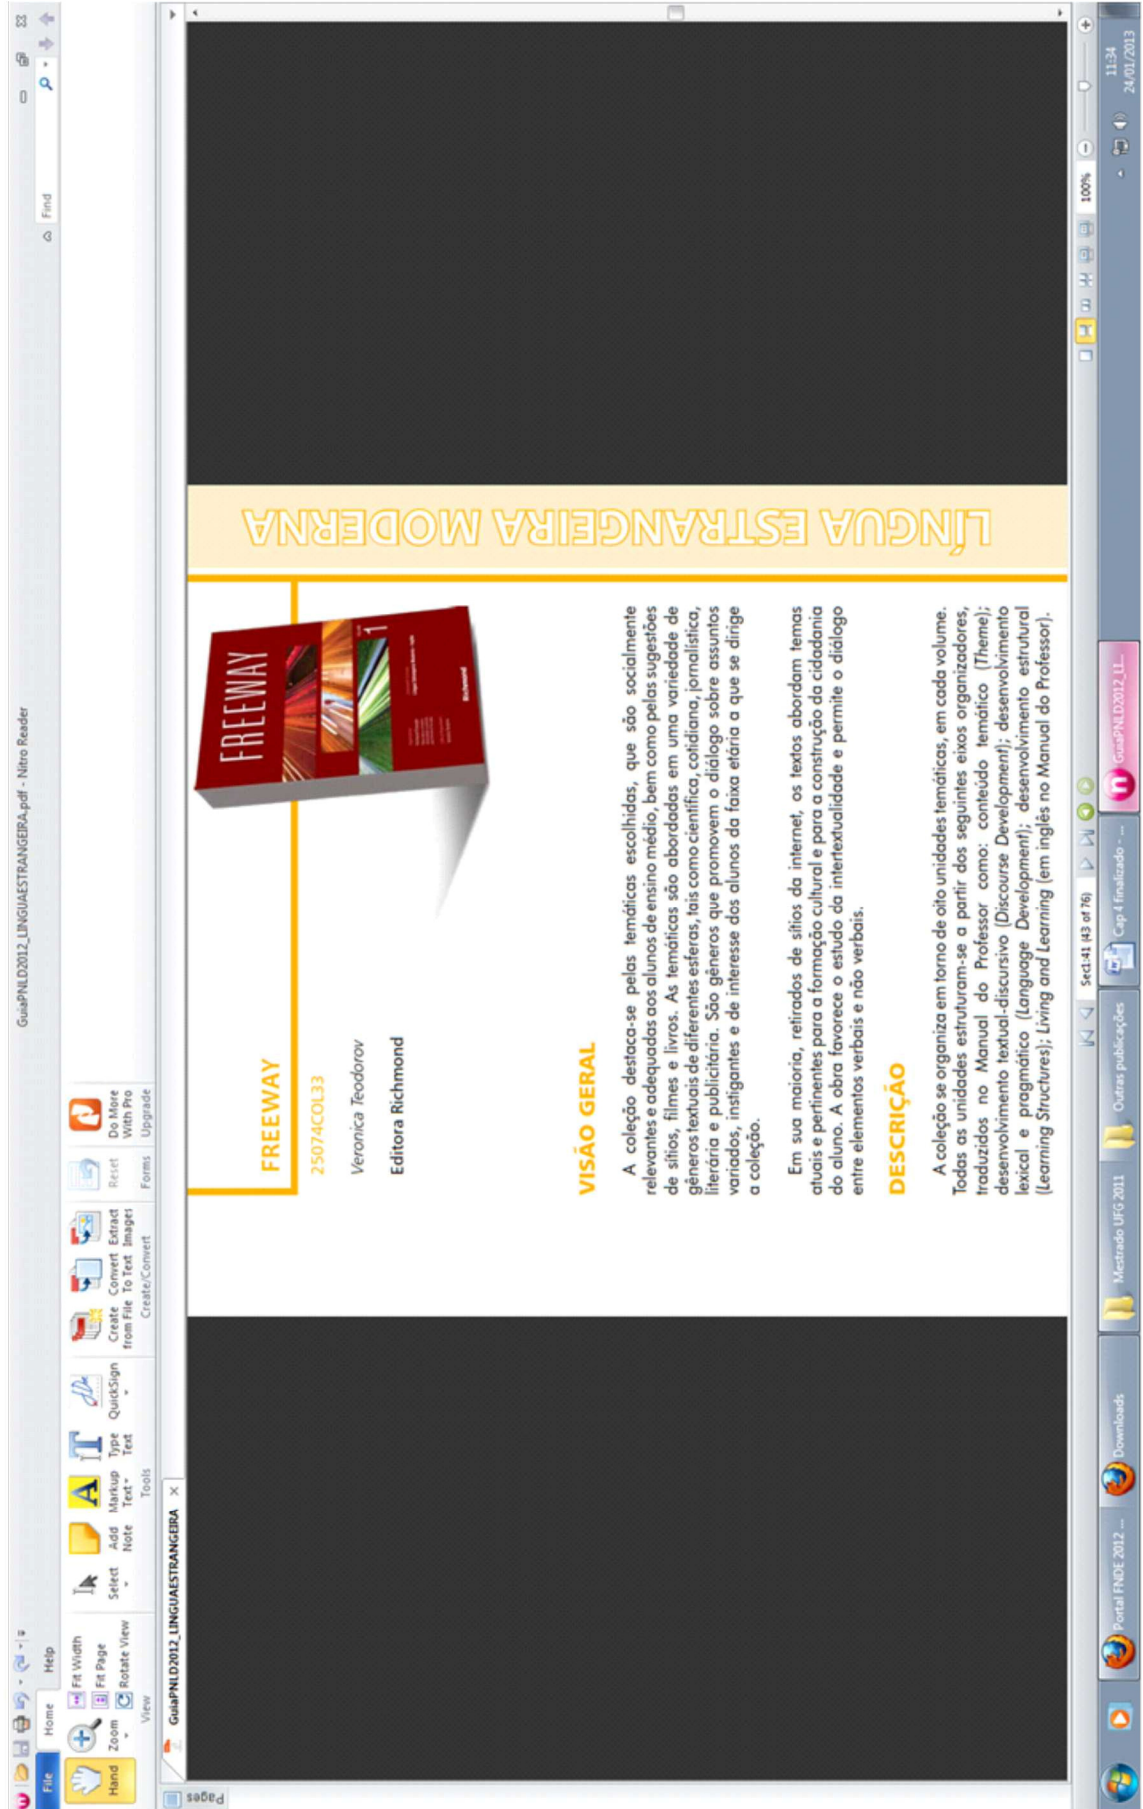 GuiaPNLD2012_LINGUAESTRANGEIRA.pdf - Nitro Reader
File
Home
Help
Find
Hand
Zoom
Fit Width
Fit Page
Rotate View
View
Select
Add Note
Markup Text
Type Text
QuickSign
Tools
Create from File
Convert To Text
Extract Images
Create/Convert
Reset
Forms
Do More With Pro
Upgrade
GuiaPNLD2012_LINGUAESTRANGEIRA
Pages
FREEWAY
25074COL33
Veronica Teodorov
Editora Richmond
FREEWAY
1
Richmond
LÍNGUA ESTRANGEIRA MODERNA
VISÃO GERAL
A coleção destaca-se pelas temáticas escolhidas, que são socialmente
relevantes e adequadas aos alunos de ensino médio, bem como pelas sugestões
de sítios, filmes e livros. As temáticas são abordadas em uma variedade de
gêneros textuais de diferentes esferas, tais como científica, cotidiana, jornalística,
literária e publicitária. São gêneros que promovem o diálogo sobre assuntos
variados, instigantes e de interesse dos alunos da faixa etária a que se dirige
a coleção.
Em sua maioria, retirados de sítios da internet, os textos abordam temas
atuais e pertinentes para a formação cultural e para a construção da cidadania
do aluno. A obra favorece o estudo da intertextualidade e permite o diálogo
entre elementos verbais e não verbais.
DESCRIÇÃO
A coleção se organiza em torno de oito unidades temáticas, em cada volume.
Todas as unidades estruturam-se a partir dos seguintes eixos organizadores,
traduzidos no Manual do Professor como: conteúdo temático (Theme);
desenvolvimento textual-discursivo (Discourse Development); desenvolvimento
lexical e pragmático (Language Development); desenvolvimento estrutural
(Learning Structures); Living and Learning (em inglês no Manual do Professor).
Sec1:41 (43 of 76)
100%
Portal FNDE 2012 ...
Downloads
Mestrado UFG 2011
Outras publicações
Cap 4 finalizado - ...
GuiaPNLD2012_LI...
11:34
24/01/2013